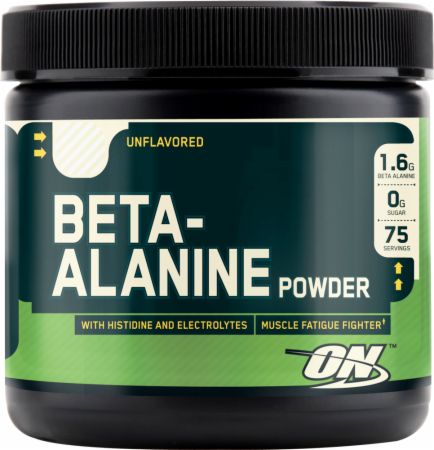 UNFLAVORED
BETA-
ALANINE POWDER
1.6G
BETA ALANINE
0G
SUGAR
75
SERVINGS
WITH HISTIDINE AND ELECTROLYTES | MUSCLE FATIGUE FIGHTER†
ON™